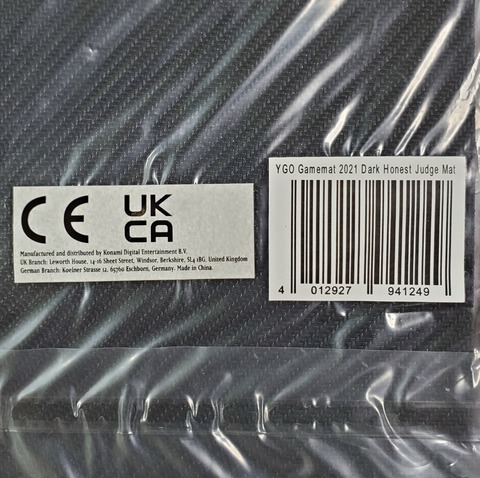 CE UK
CA
Manufactured and distributed by Konami Digital Entertainment B.V.
UK Branch: Leworth House, 14-16 Sheet Street, Windsor, Berkshire, SL4 1BG, United Kingdom
German Branch: Koelner Strasse 12, 65760 Eschborn, Germany. Made in China.
YGO Gamemat 2021 Dark Honest Judge Mat
4 012927 941249